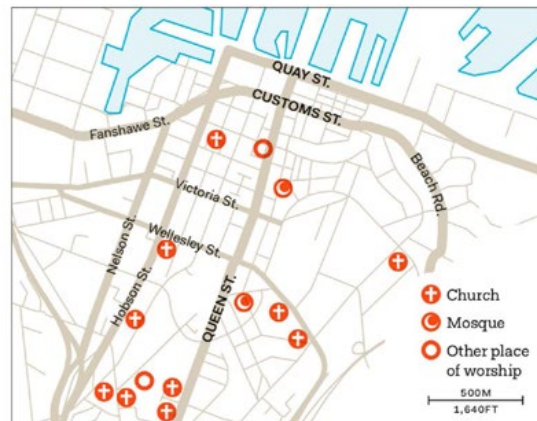 QUAY ST.
CUSTOMS ST.
Fanshawe St.
Beach Rd.
Victoria St.
Wellesley St.
Nelson St.
Hobson St.
QUEEN ST.
Church
Mosque
Other place
of worship
500M
1,640FT